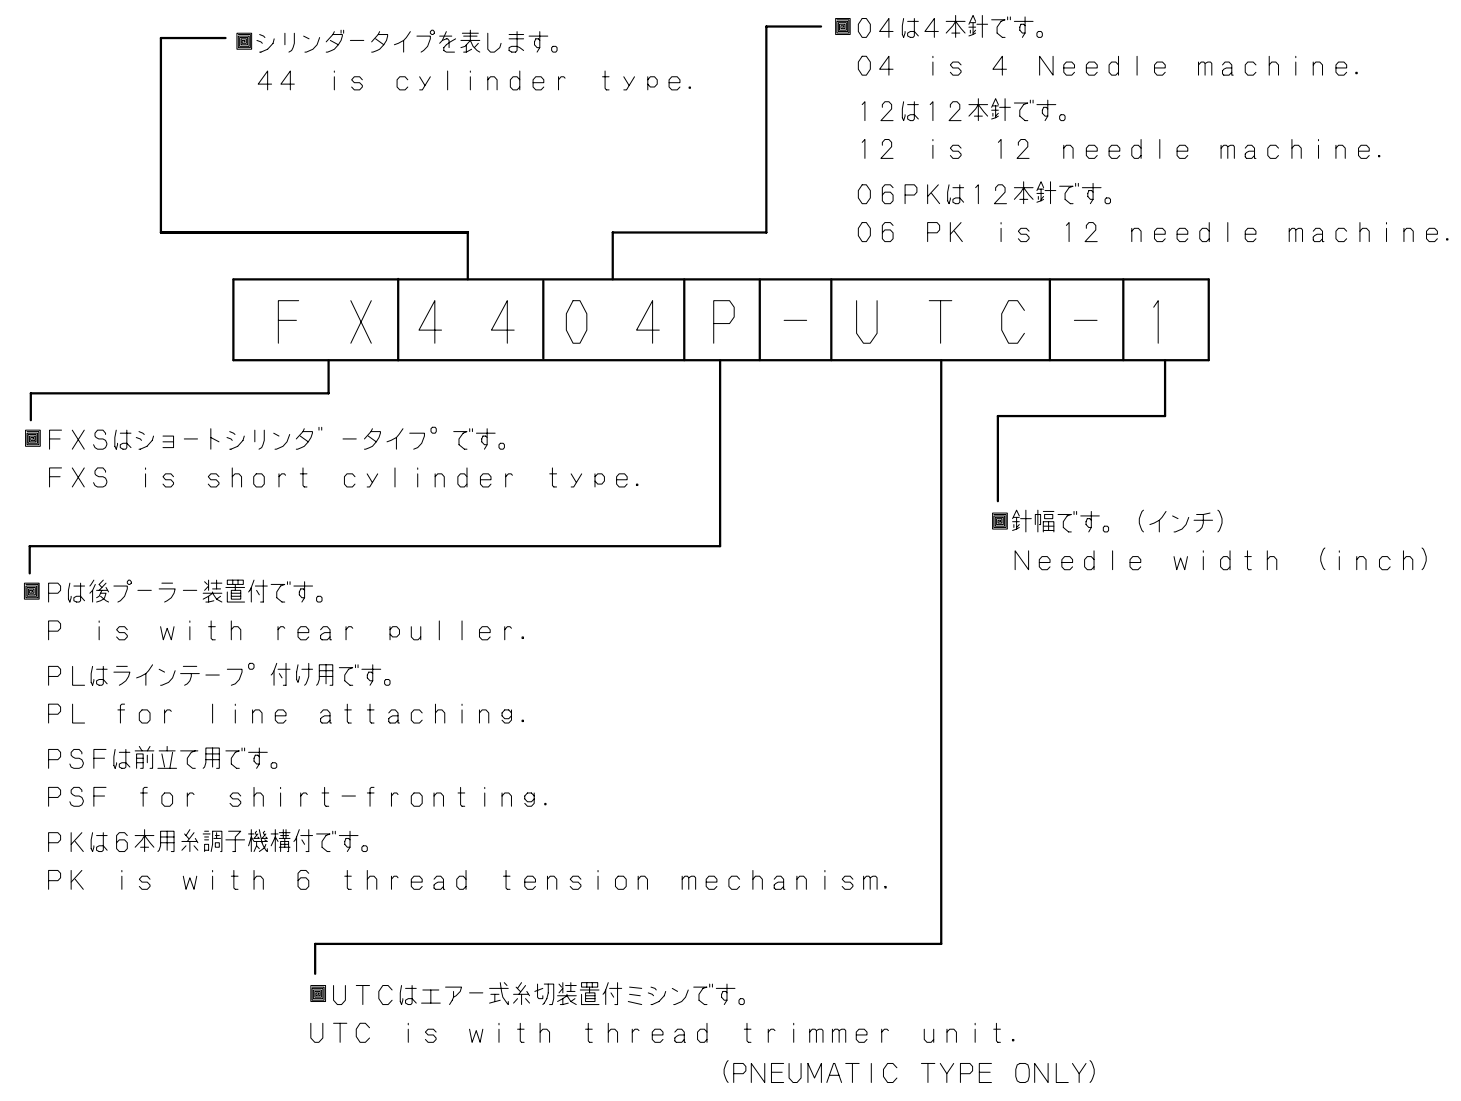 ■シリンダータイプを表します。
44 is cylinder type.
■04は4本針です。
04 is 4 Needle machine.
12は12本針です。
12 is 12 needle machine.
06PKは12本針です。
06 PK is 12 needle machine.
FX4404P-UTC-1
■FXSはショートシリンダータイプです。
FXS is short cylinder type.
■針幅です。(インチ)
Needle width (inch)
■Pは後プーラー装置付です。
P is with rear puller.
PLはラインテープ付け用です。
PL for line attaching.
PSFは前立て用です。
PSF for shirt-fronting.
PKは6本用糸調子機構付です。
PK is with 6 thread tension mechanism.
■UTCはエアー式糸切装置付ミシンです。
UTC is with thread trimmer unit.
(PNEUMATIC TYPE ONLY)